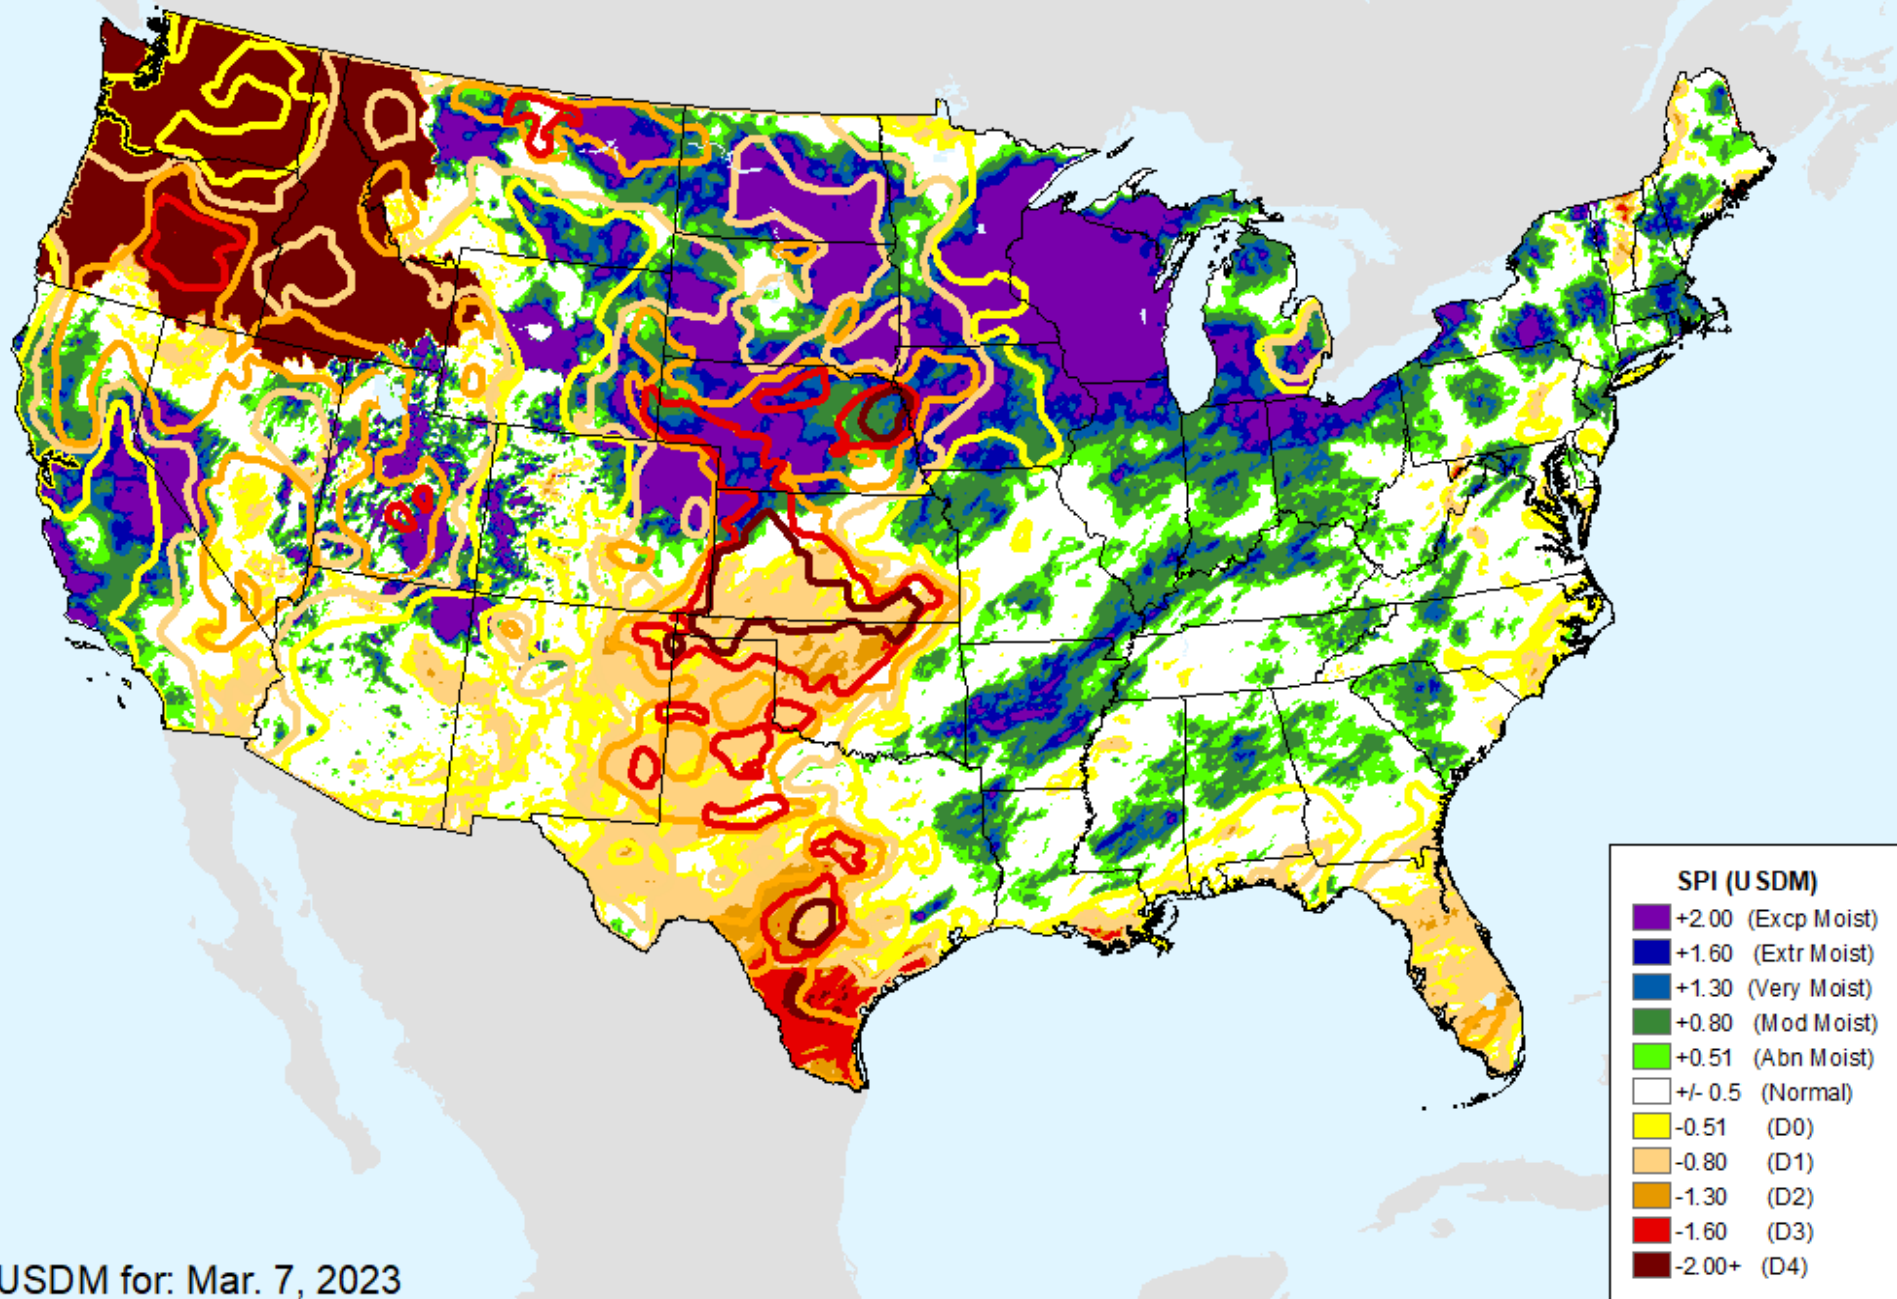 SPI (USDM)
+2.00 (Excp Moist)
+1.60 (Extr Moist)
+1.30 (Very Moist)
+0.80 (Mod Moist)
+0.51 (Abn Moist)
+/- 0.5 (Normal)
-0.51 (D0)
-0.80 (D1)
-1.30 (D2)
-1.60 (D3)
-2.00+ (D4)
USDM for: Mar. 7, 2023